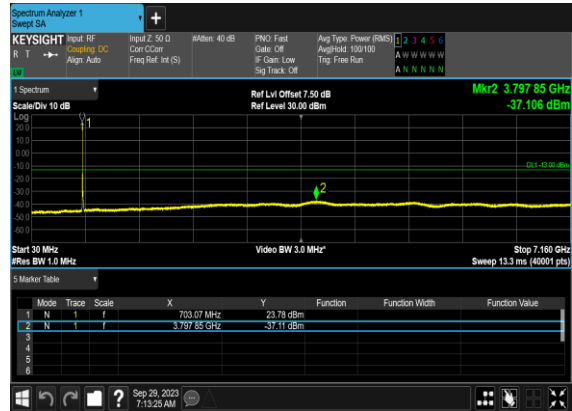 Spectrum Analyzer 1
Swept SA
+
KEYSIGHT Input: RF Input Z: 50 Ω #Atten: 40 dB PNO: Fast Avg Type: Power (RMS) 1 2 3 4 5 6
R T Coupling: DC Corr CCorr Gate: Off Avg|Hold: 100/100 A W W W W W
Align: Auto Freq Ref: Int (S) IF Gain: Low Trig: Free Run
Sig Track: Off A N N N N N
1 Spectrum
Ref Lvl Offset 7.50 dB Mkr2 3.797 85 GHz
Scale/Div 10 dB Ref Level 30.00 dBm -37.106 dBm
Log
1
20.0
10.0
0.00
-10.0
DL1 -13.00 dBm
-20.0
-30.0
2
-40.0
-50.0
-60.0
Start 30 MHz Video BW 3.0 MHz* Stop 7.160 GHz
#Res BW 1.0 MHz Sweep 13.3 ms (40001 pts)
5 Marker Table
Mode Trace Scale X Y Function Function Width Function Value
1 N 1 f 703.07 MHz 23.78 dBm
2 N 1 f 3.797 85 GHz -37.11 dBm
3
4
5
6
? Sep 29, 2023
7:13:25 AM